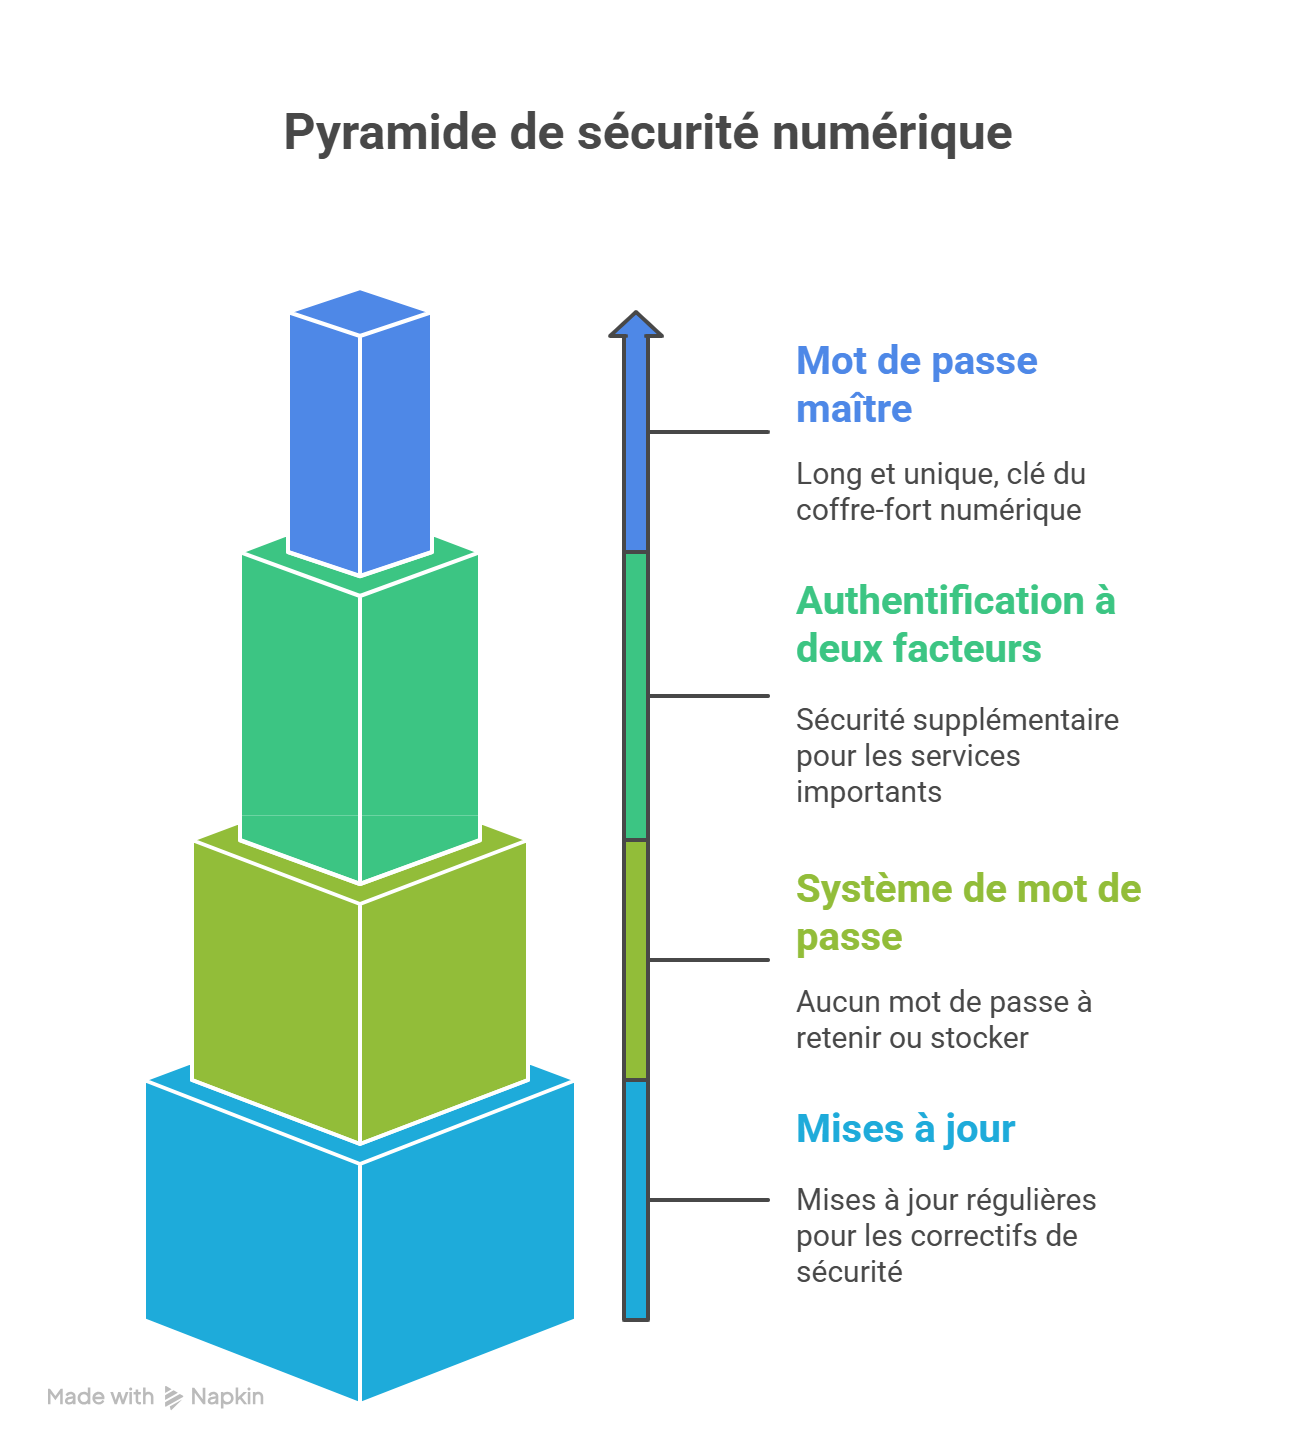 Pyramide de sécurité numérique
Mot de passe
maître
Long et unique, clé du
coffre-fort numérique
Authentification à
deux facteurs
Sécurité supplémentaire
pour les services
importants
Système de mot de
passe
Aucun mot de passe à
retenir ou stocker
Mises à jour
Mises à jour régulières
pour les correctifs de
sécurité
Made with Napkin